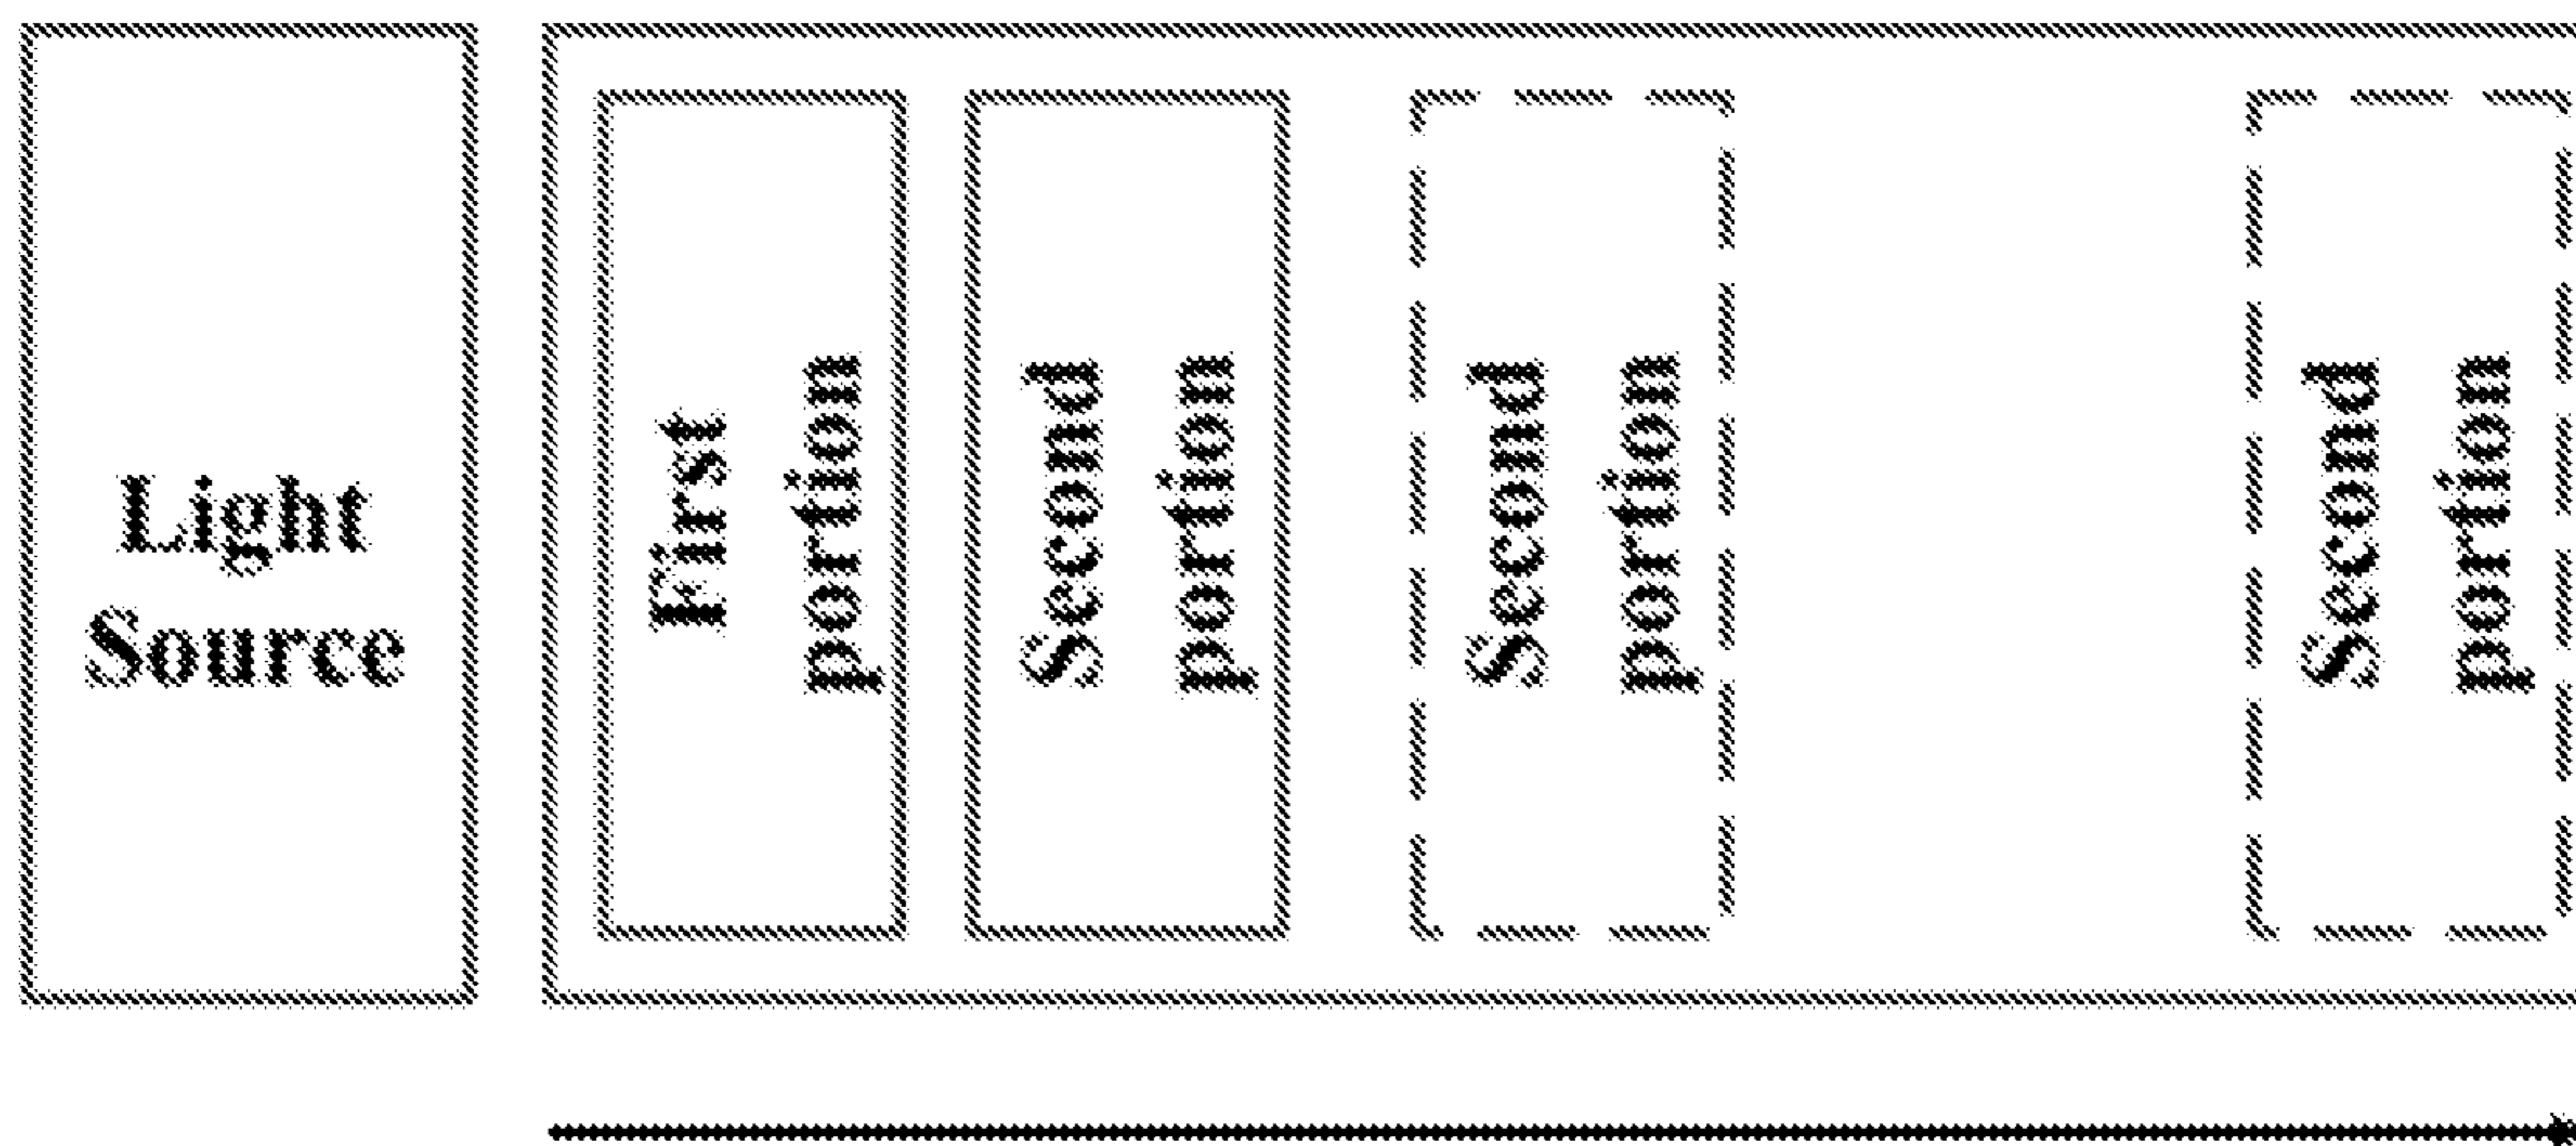 Light
Source
First
portion
Second
portion
Second
portion
Second
portion